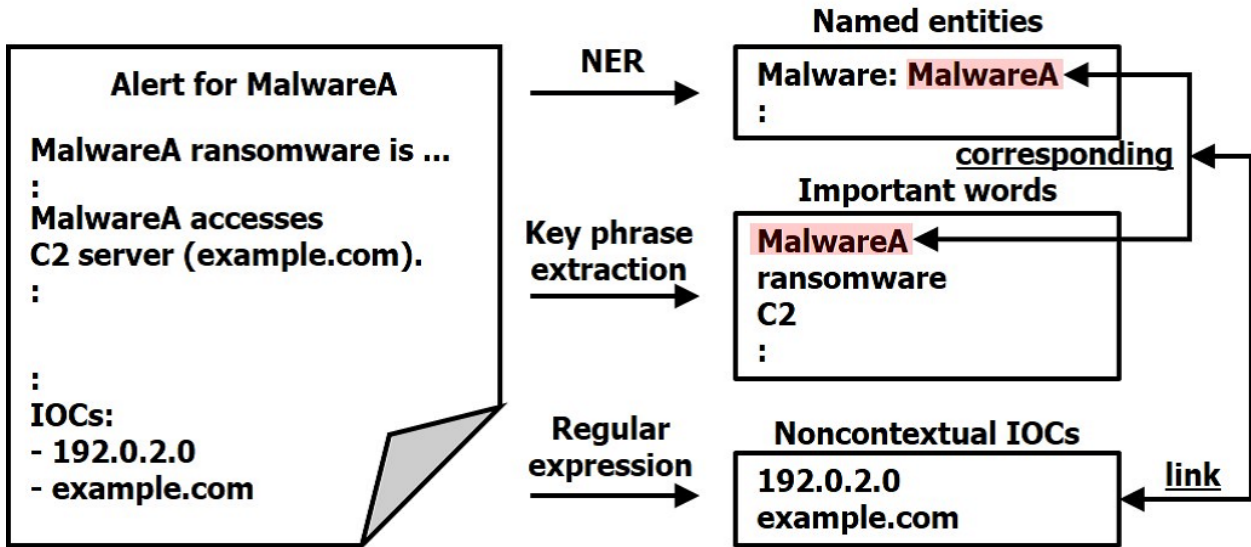 Alert for MalwareA
MalwareA ransomware is ...
:
MalwareA accesses
C2 server (example.com).
:
:
IOCs:
- 192.0.2.0
- example.com
NER
Key phrase
extraction
Regular
expression
Named entities
Malware: MalwareA
:
corresponding
Important words
MalwareA
ransomware
C2
:
Noncontextual IOCs
192.0.2.0
example.com
link